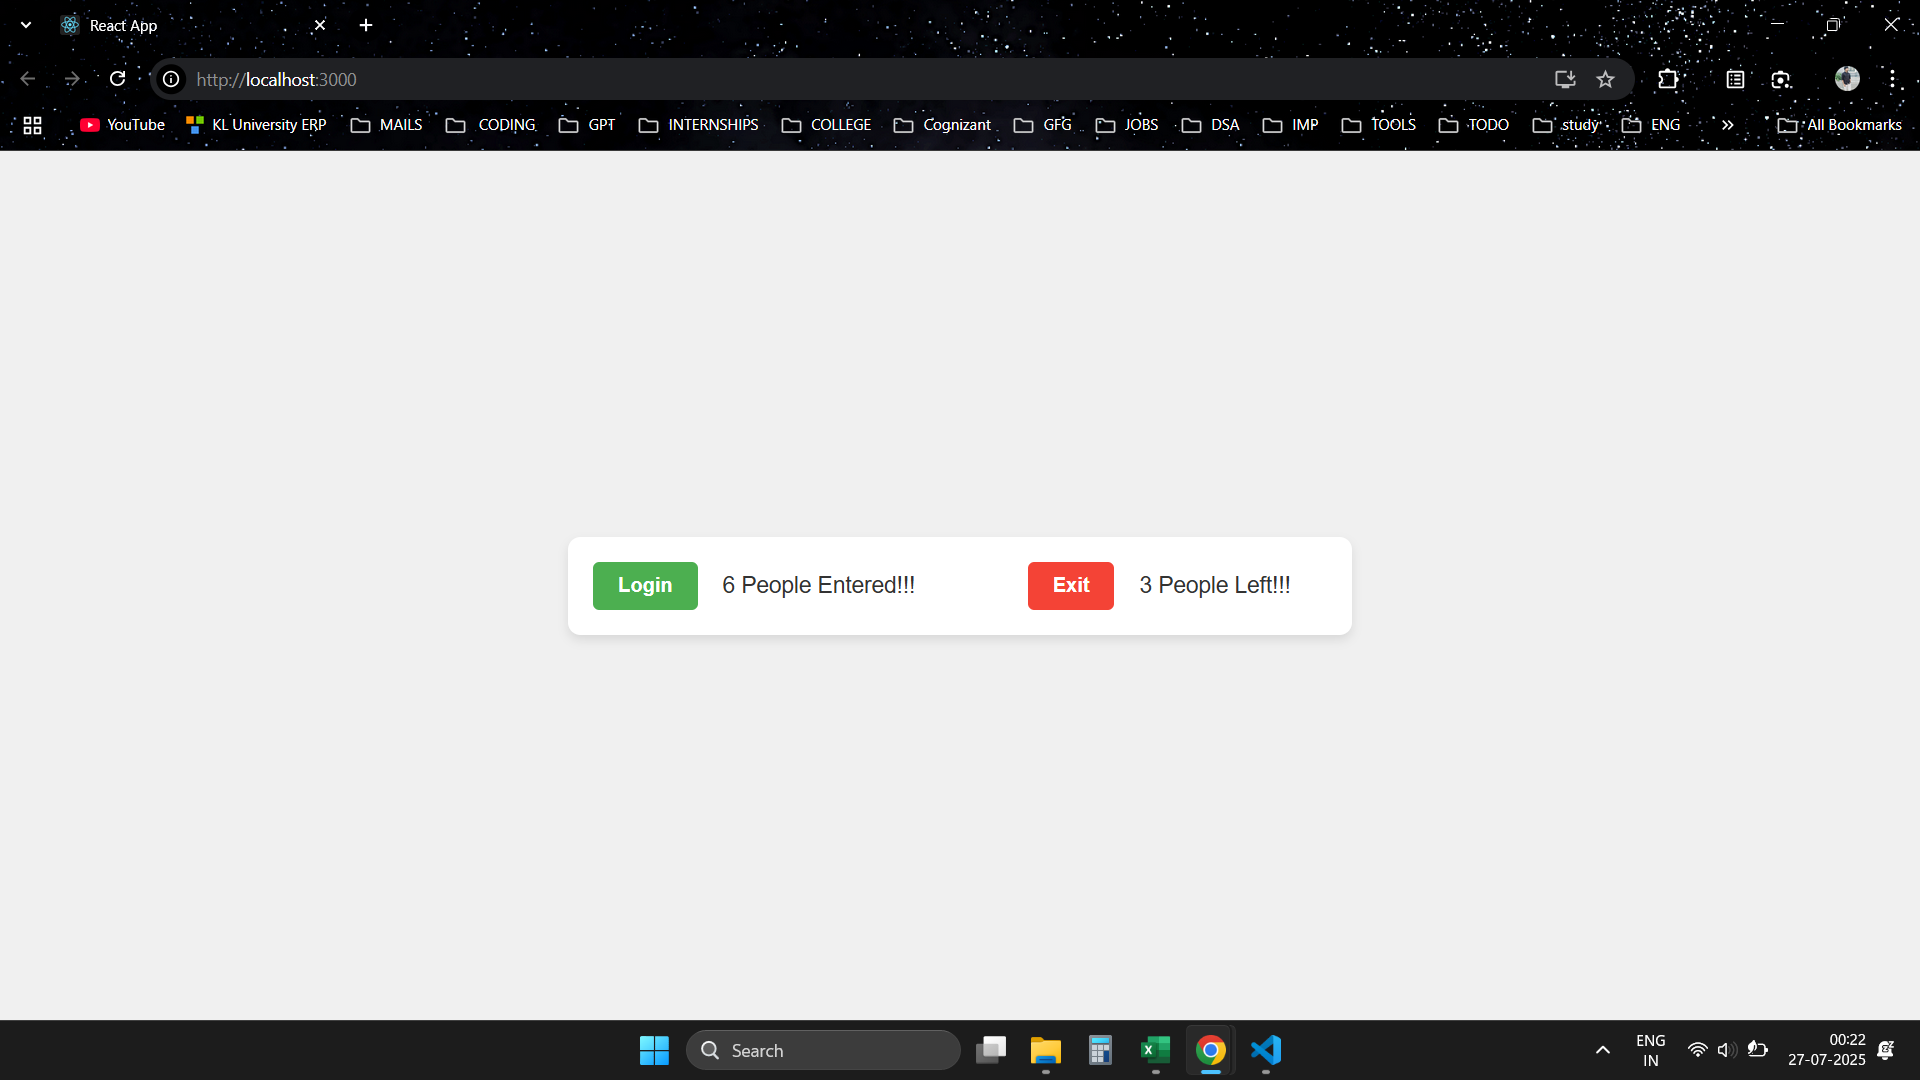 React App
http://localhost:3000
YouTube KL University ERP MAILS CODING GPT INTERNSHIPS COLLEGE Cognizant GFG JOBS DSA IMP TOOLS TODO study ENG » All Bookmarks
Login 6 People Entered!!! Exit 3 People Left!!!
Search
ENG
IN
00:22
27-07-2025